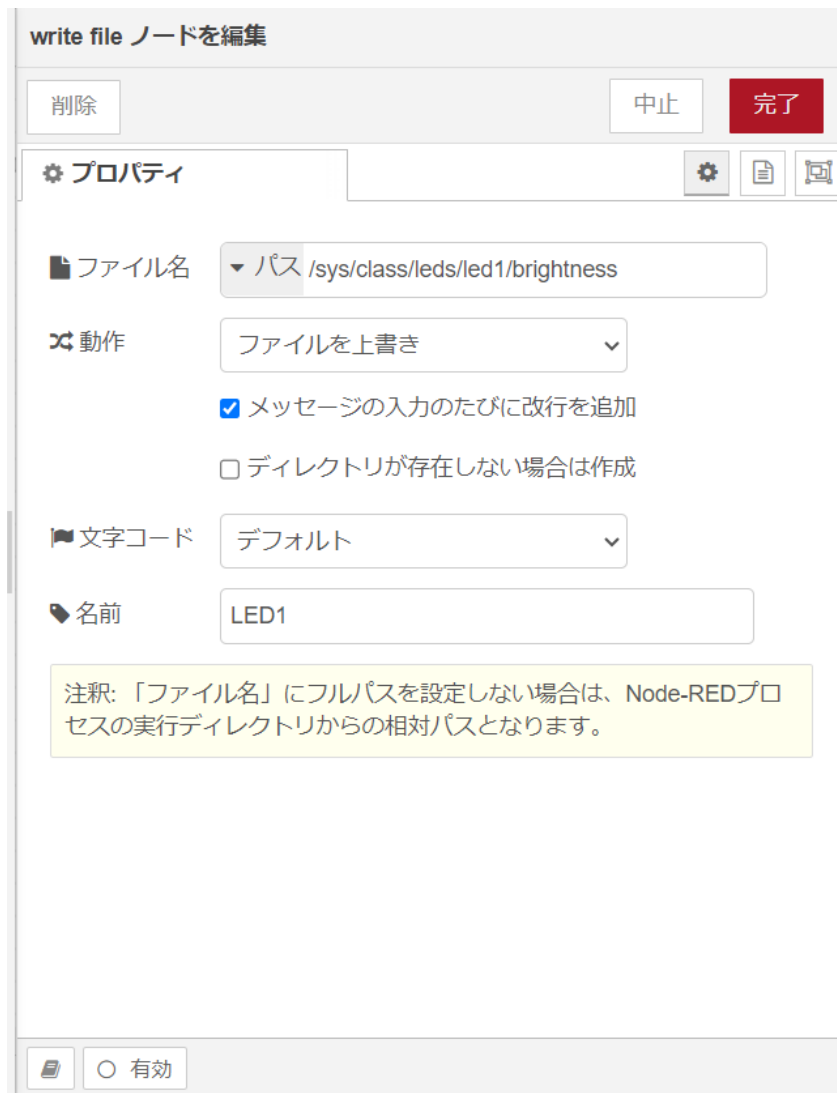 write file ノードを編集
削除
中止
完了
プロパティ
ファイル名
パス
/sys/class/leds/led1/brightness
動作
ファイルを上書き
メッセージの入力のたびに改行を追加
ディレクトリが存在しない場合は作成
文字コード
デフォルト
名前
LED1
注釈: 「ファイル名」にフルパスを設定しない場合は、Node-REDプロ
セスの実行ディレクトリからの相対パスとなります。
有効